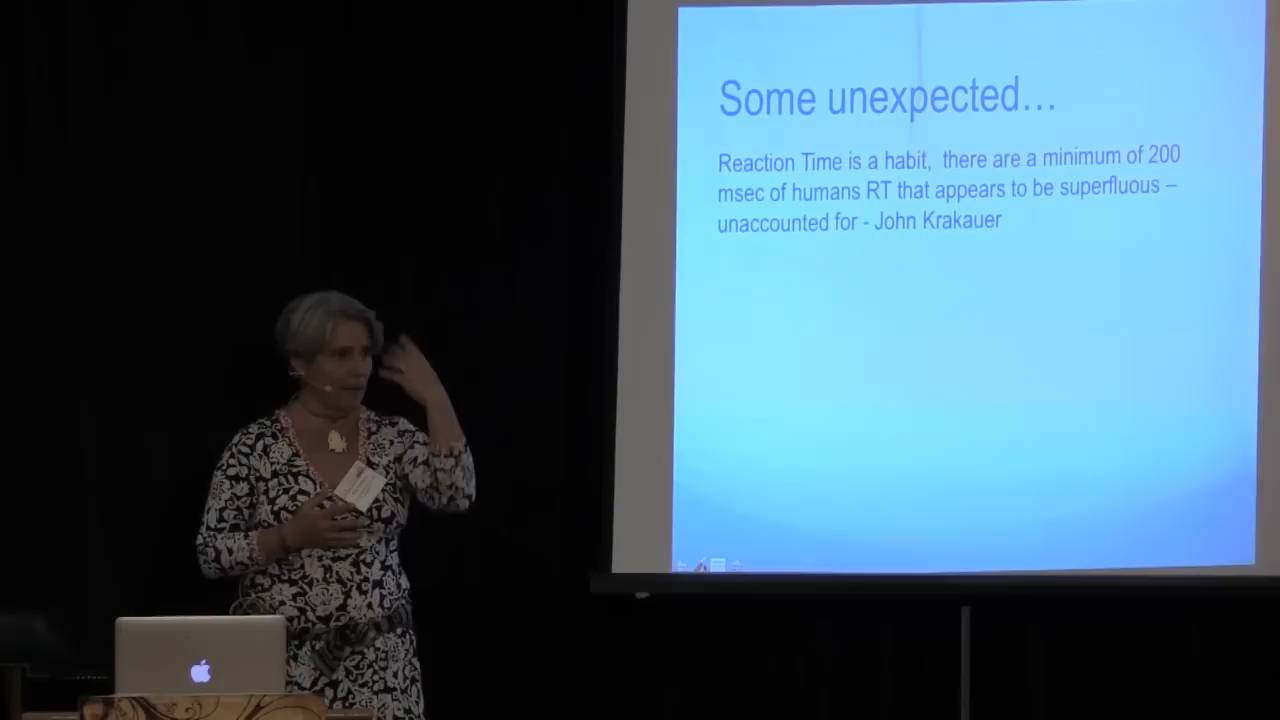 Some unexpected…
Reaction Time is a habit, there are a minimum of 200
msec of humans RT that appears to be superfluous –
unaccounted for - John Krakauer